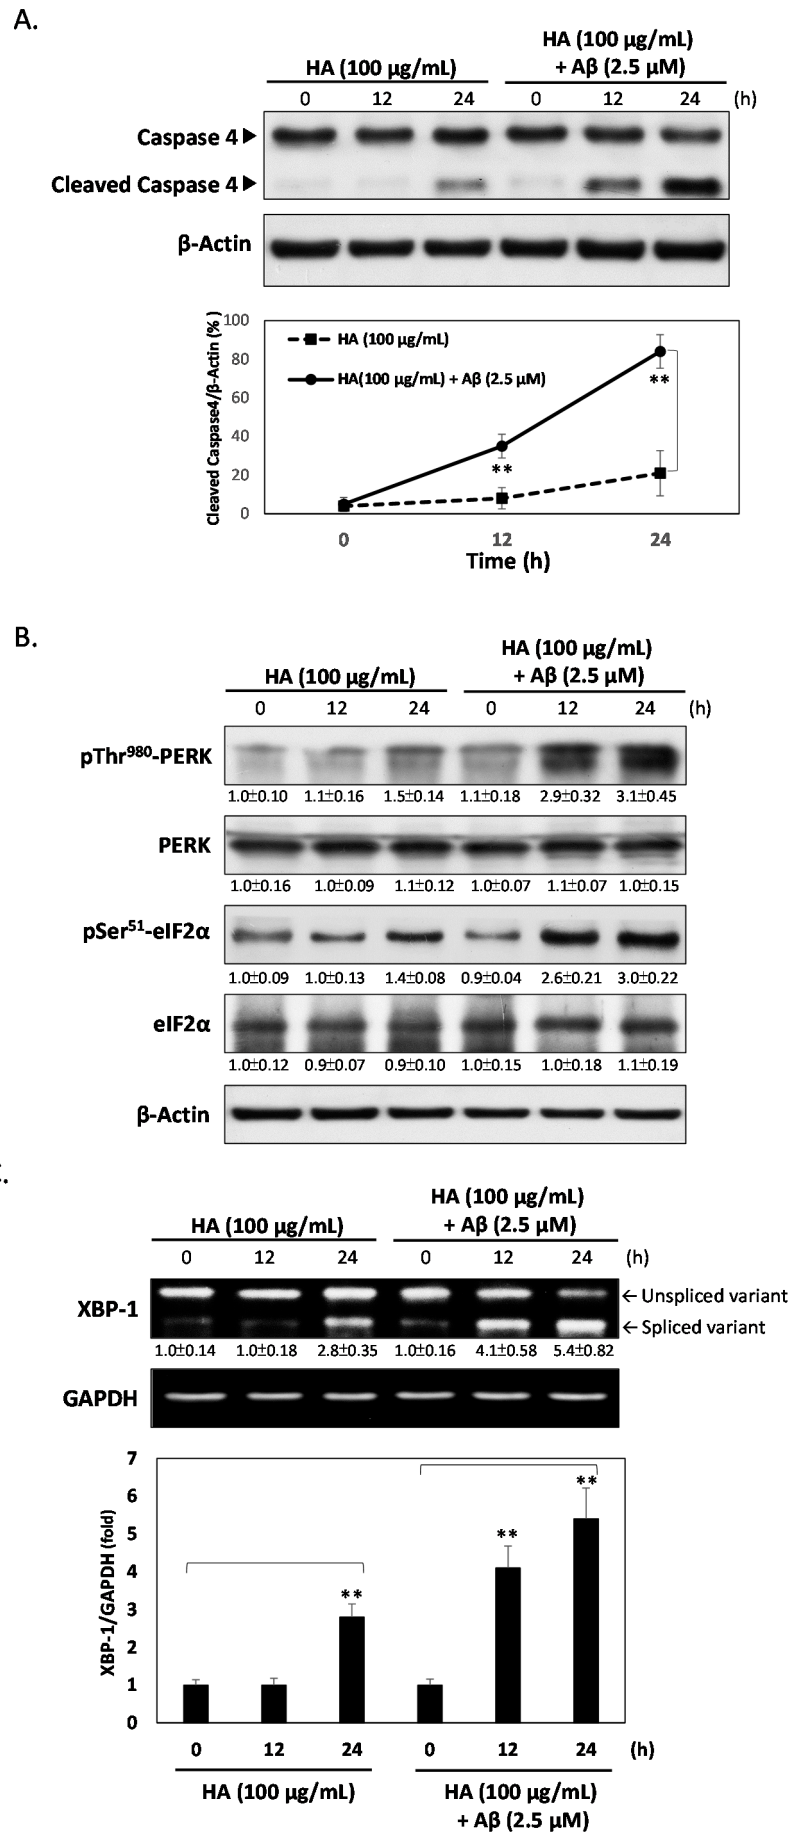 A.
HA (100 µg/mL)
HA (100 µg/mL)
+ Aβ (2.5 µM)
0 12 24 0 12 24 (h)
Caspase 4
Cleaved Caspase 4
β-Actin
Cleaved Caspase4/β-Actin (%)
100
80
60
40
20
0
HA (100 µg/mL)
HA(100 µg/mL) + Aβ (2.5 µM)
**
**
0 12 24
Time (h)
B.
HA (100 µg/mL)
HA (100 µg/mL)
+ Aβ (2.5 µM)
0 12 24 0 12 24 (h)
pThr⁹⁸⁰-PERK
1.0±0.10 1.1±0.16 1.5±0.14 1.1±0.18 2.9±0.32 3.1±0.45
PERK
1.0±0.16 1.0±0.09 1.1±0.12 1.0±0.07 1.1±0.07 1.0±0.15
pSer⁵¹-eIF2α
1.0±0.09 1.0±0.13 1.4±0.08 0.9±0.04 2.6±0.21 3.0±0.22
eIF2α
1.0±0.12 0.9±0.07 0.9±0.10 1.0±0.15 1.0±0.18 1.1±0.19
β-Actin
HA (100 µg/mL)
HA (100 µg/mL)
+ Aβ (2.5 µM)
0 12 24 0 12 24 (h)
XBP-1
← Unspliced variant
← Spliced variant
1.0±0.14 1.0±0.18 2.8±0.35 1.0±0.16 4.1±0.58 5.4±0.82
GAPDH
XBP-1/GAPDH (fold)
7
6
5
4
3
2
1
0
**
**
**
0 12 24 0 12 24 (h)
HA (100 µg/mL)
HA (100 µg/mL)
+ Aβ (2.5 µM)